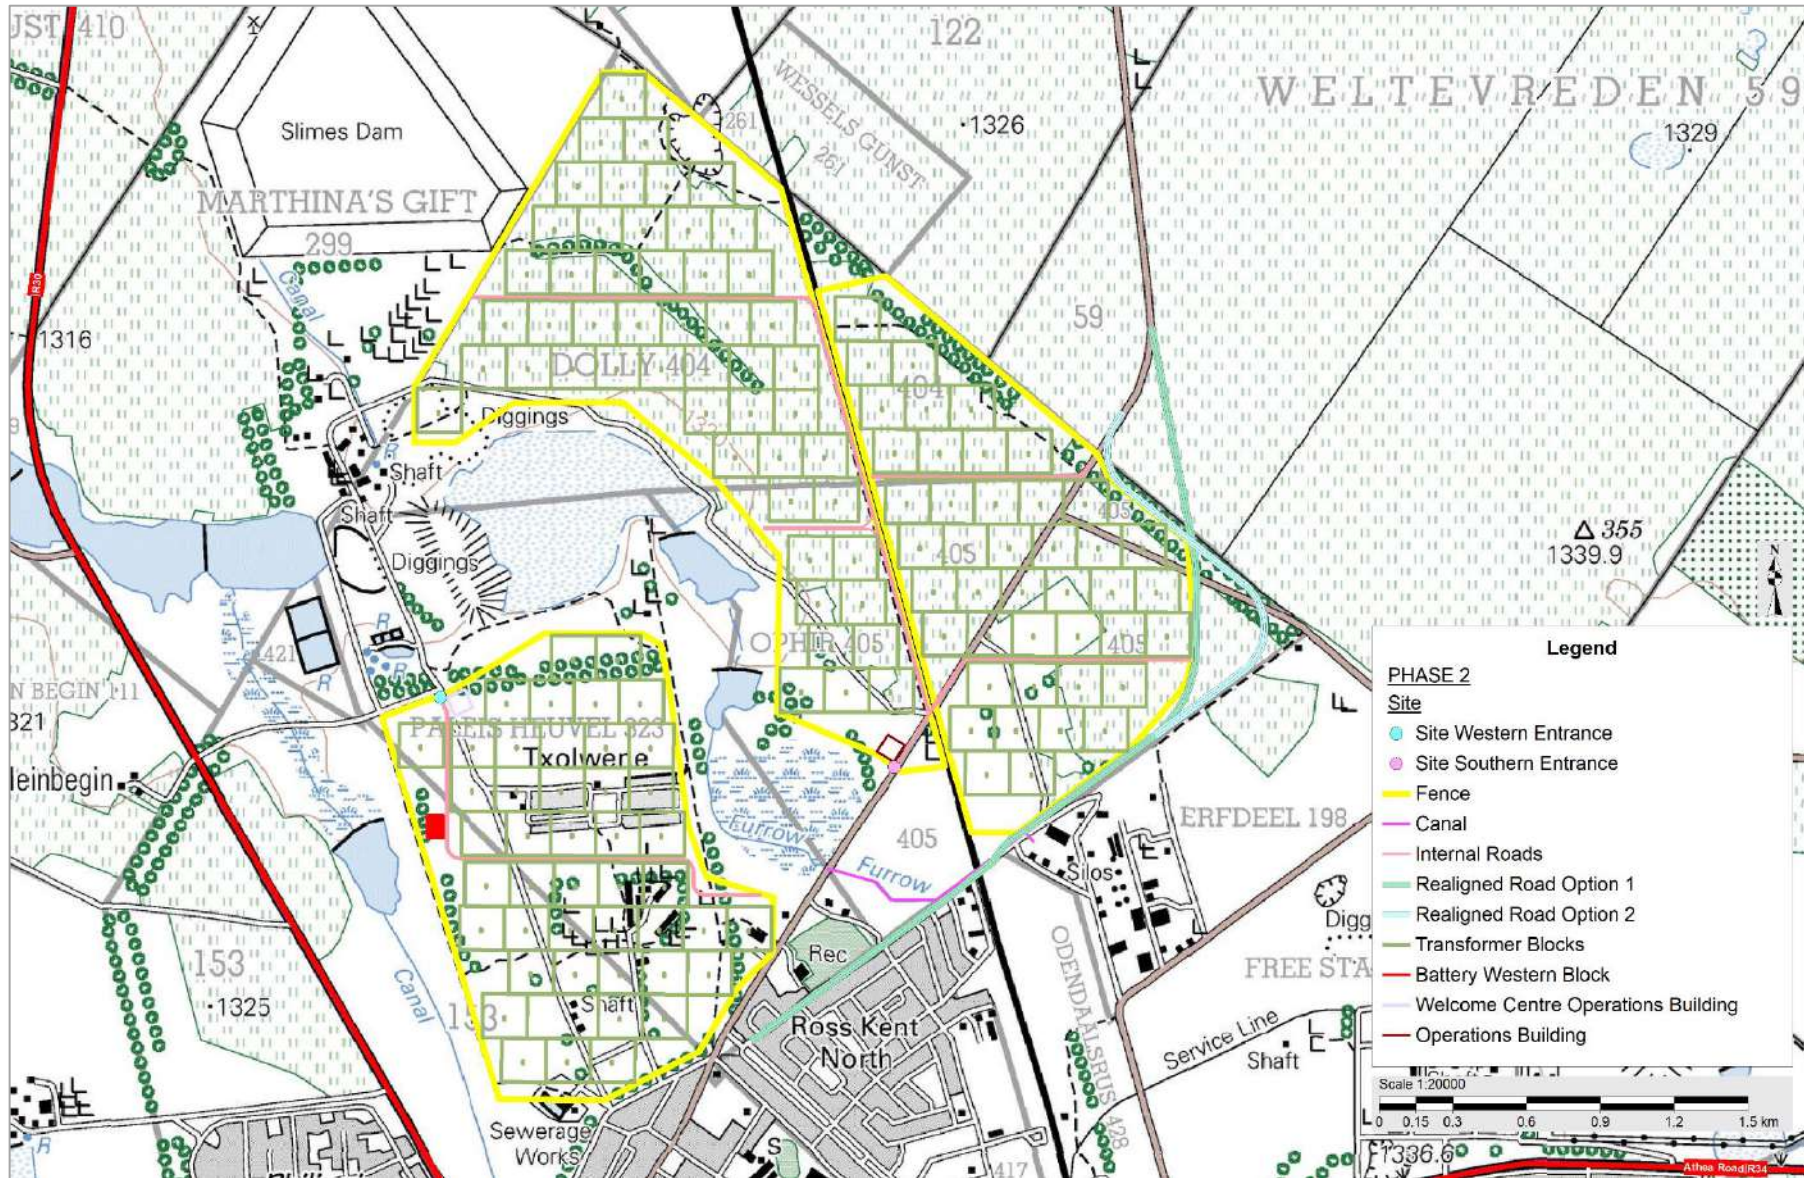 UST 410
122
WELTEVREDEN 59
Slimes Dam
261
WESSELS GUNST
261
1326
1329
MARTHINA'S GIFT
299
Canal
R30
1316
59
DOLLY 404
404
Diggings
1320
R
Shaft
Shaft
Diggings
405
405
355
1339.9
N
R
421
R
R
OPHIR 405
405
N BEGIN 111
321
PALEIS HEUVEL 323
Txolwene
leinbegin
Furrow
405
Furrow
ERFDEEL 198
Silos
Digg
153
1325
Canal
153
Shaft
Rec
Ross Kent
North
ODENDAALSRUS 428
FREE STA
Service Line
Shaft
Sewerage
Works
S
417
R
1336.6
Athea Road|R34
Legend
PHASE 2
Site
Site Western Entrance
Site Southern Entrance
Fence
Canal
Internal Roads
Realigned Road Option 1
Realigned Road Option 2
Transformer Blocks
Battery Western Block
Welcome Centre Operations Building
Operations Building
Scale 1:20000
0 0.15 0.3 0.6 0.9 1.2 1.5 km